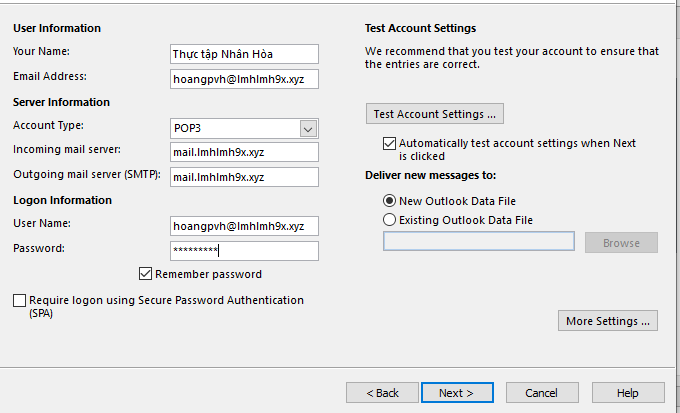 User Information
Your Name: Thực tập Nhân Hòa
Email Address: hoangpvh@lmhlmh9x.xyz
Server Information
Account Type: POP3
Incoming mail server: mail.lmhlmh9x.xyz
Outgoing mail server (SMTP): mail.lmhlmh9x.xyz
Logon Information
User Name: hoangpvh@lmhlmh9x.xyz
Password: *********
Remember password
Require logon using Secure Password Authentication
(SPA)
Test Account Settings
We recommend that you test your account to ensure that
the entries are correct.
Test Account Settings ...
Automatically test account settings when Next
is clicked
Deliver new messages to:
New Outlook Data File
Existing Outlook Data File
Browse
More Settings ...
< Back
Next >
Cancel
Help